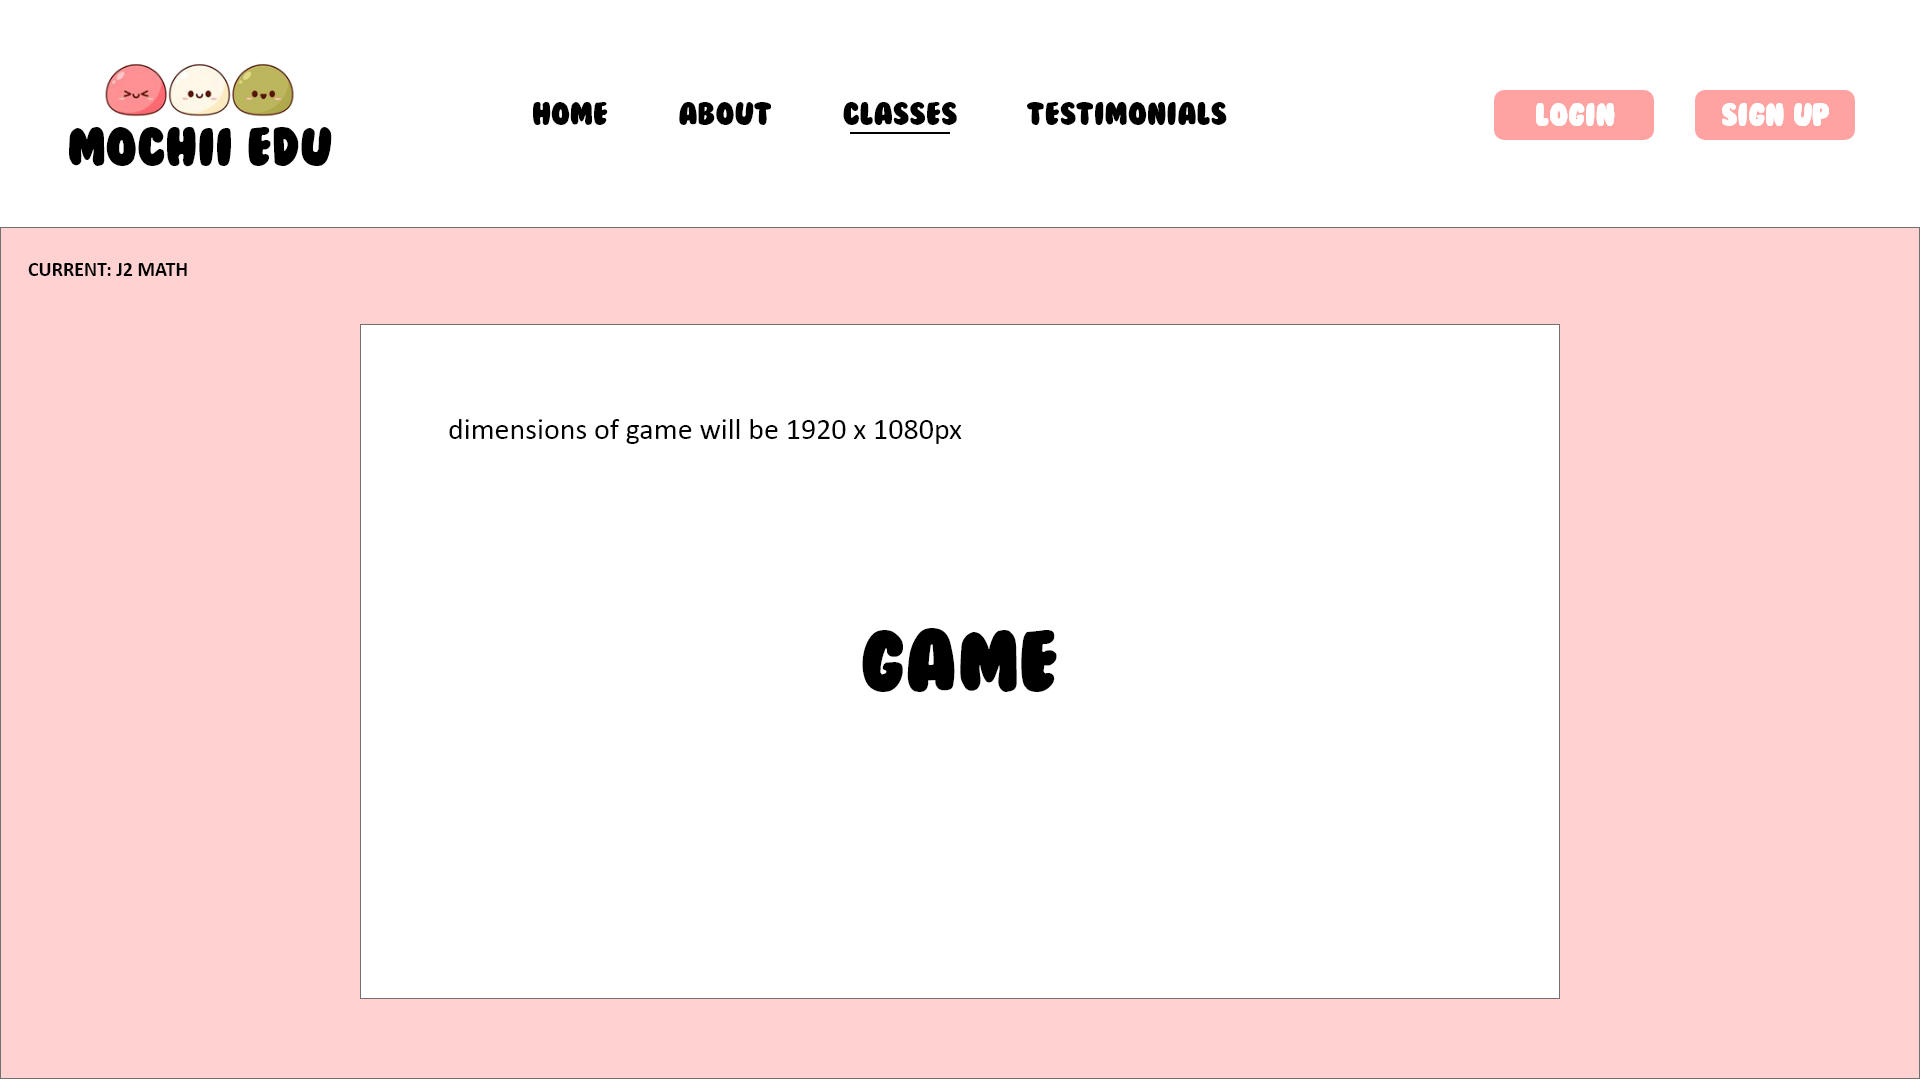 MOCHII EDU
HOME ABOUT CLASSES TESTIMONIALS LOGIN SIGN UP
CURRENT: J2 MATH
dimensions of game will be 1920 x 1080px
GAME